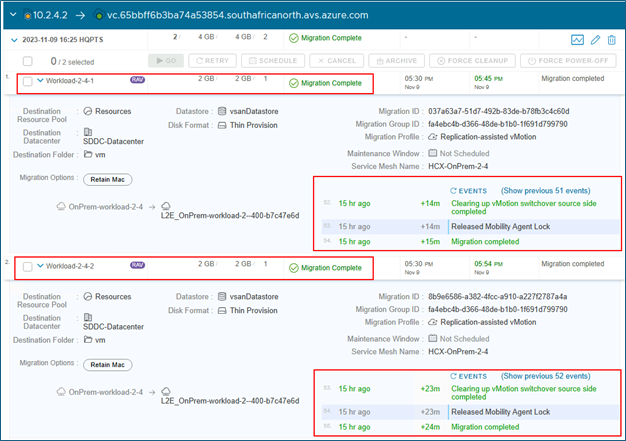 10.2.4.2 → vc.65bbff6b3ba74a53854.southafricanorth.avs.azure.com
2023-11-09 16:25 HQPTS 2 / 4 GB / 4 GB / 2 Migration Complete - -
0 / 2 selected GO RETRY SCHEDULE CANCEL ARCHIVE FORCE CLEANUP FORCE POWER-OFF
1. Workload-2-4-1 RAV 2 GB / 2 GB / 1 Migration Complete 05:30 PM Nov 9 05:45 PM Nov 9 Migration completed
Destination Resource Pool : Resources
Destination Datacenter : SDDC-Datacenter
Destination Folder : vm
Datastore : vsanDatastore
Disk Format : Thin Provision
Migration ID : 037a63a7-51d7-492b-83de-b78fb3c4c60d
Migration Group ID : fa4ebc4b-d366-48de-b1b0-1f691d799790
Migration Profile : Replication-assisted vMotion
Maintenance Window : Not Scheduled
Service Mesh Name : HCX-OnPrem-2-4
Migration Options : Retain Mac
OnPrem-workload-2-4 → L2E_OnPrem-workload-2--400-b7c47e6d
EVENTS (Show previous 51 events)
52. 15 hr ago +14m Clearing up vMotion switchover source side completed
53. 15 hr ago +14m Released Mobility Agent Lock
54. 15 hr ago +15m Migration completed
2. Workload-2-4-2 RAV 2 GB / 2 GB / 1 Migration Complete 05:30 PM Nov 9 05:54 PM Nov 9 Migration completed
Destination Resource Pool : Resources
Destination Datacenter : SDDC-Datacenter
Destination Folder : vm
Datastore : vsanDatastore
Disk Format : Thin Provision
Migration ID : 8b9e6586-a382-4fcc-a910-a227f2787a4a
Migration Group ID : fa4ebc4b-d366-48de-b1b0-1f691d799790
Migration Profile : Replication-assisted vMotion
Maintenance Window : Not Scheduled
Service Mesh Name : HCX-OnPrem-2-4
Migration Options : Retain Mac
OnPrem-workload-2-4 → L2E_OnPrem-workload-2--400-b7c47e6d
EVENTS (Show previous 52 events)
53. 15 hr ago +23m Clearing up vMotion switchover source side completed
54. 15 hr ago +23m Released Mobility Agent Lock
55. 15 hr ago +24m Migration completed